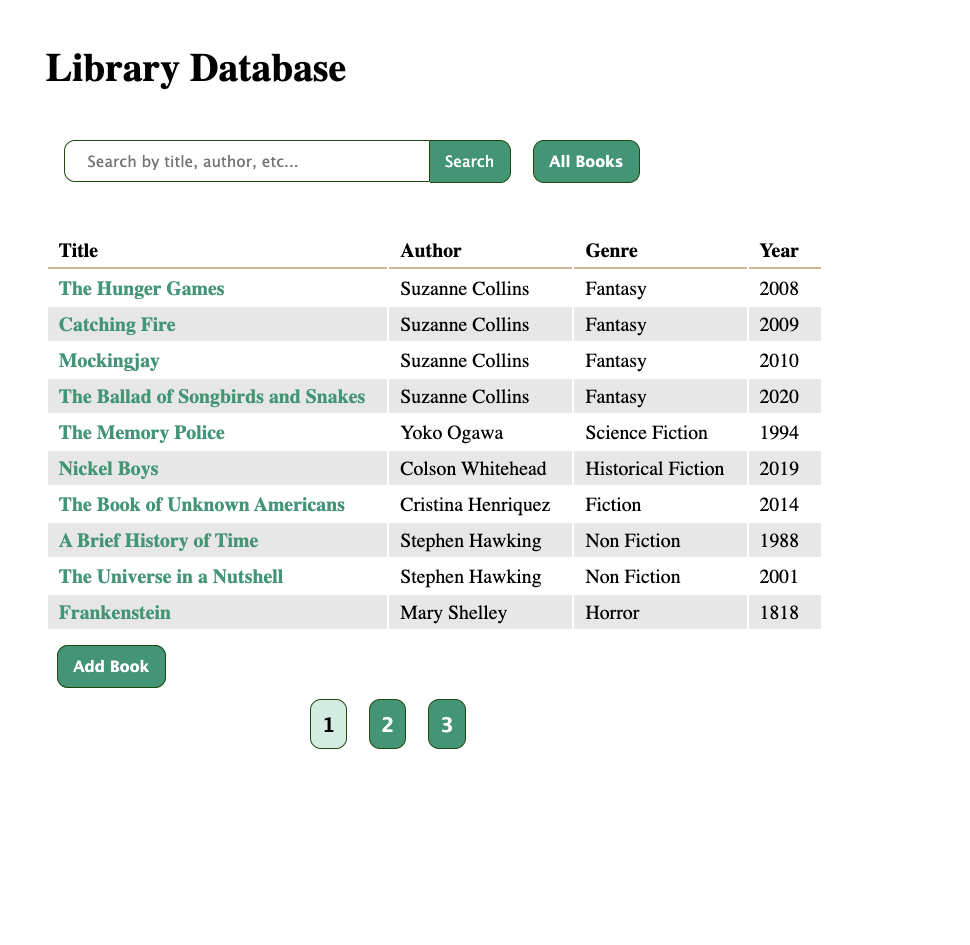 Library Database
Search by title, author, etc... Search All Books
Title Author Genre Year
The Hunger Games Suzanne Collins Fantasy 2008
Catching Fire Suzanne Collins Fantasy 2009
Mockingjay Suzanne Collins Fantasy 2010
The Ballad of Songbirds and Snakes Suzanne Collins Fantasy 2020
The Memory Police Yoko Ogawa Science Fiction 1994
Nickel Boys Colson Whitehead Historical Fiction 2019
The Book of Unknown Americans Cristina Henriquez Fiction 2014
A Brief History of Time Stephen Hawking Non Fiction 1988
The Universe in a Nutshell Stephen Hawking Non Fiction 2001
Frankenstein Mary Shelley Horror 1818
Add Book
1 2 3